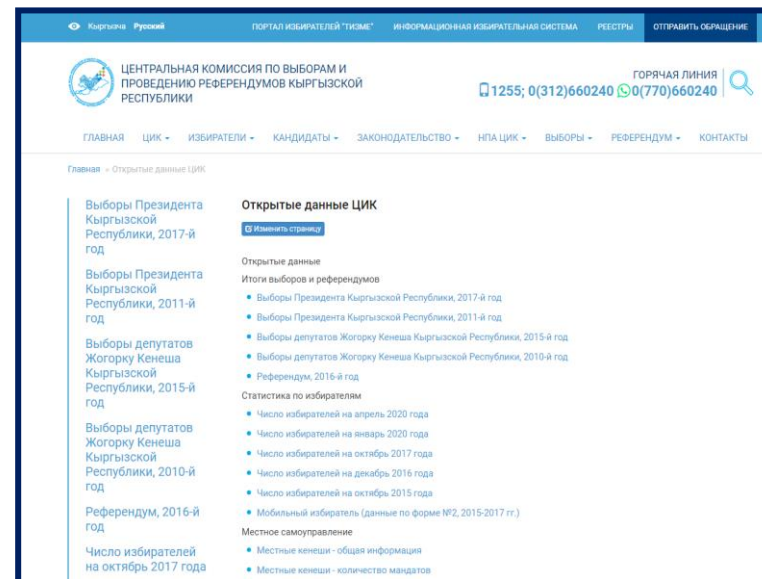 Кыргызча Русский
ПОРТАЛ ИЗБИРАТЕЛЕЙ "ТИЗМЕ" ИНФОРМАЦИОННАЯ ИЗБИРАТЕЛЬНАЯ СИСТЕМА РЕЕСТРЫ ОТПРАВИТЬ ОБРАЩЕНИЕ
ЦЕНТРАЛЬНАЯ КОМИССИЯ ПО ВЫБОРАМ И
ПРОВЕДЕНИЮ РЕФЕРЕНДУМОВ КЫРГЫЗСКОЙ
РЕСПУБЛИКИ
ГОРЯЧАЯ ЛИНИЯ
1255; 0(312)660240 0(770)660240
ГЛАВНАЯ ЦИК ИЗБИРАТЕЛИ КАНДИДАТЫ ЗАКОНОДАТЕЛЬСТВО НПА ЦИК ВЫБОРЫ РЕФЕРЕНДУМ КОНТАКТЫ
Главная » Открытые данные ЦИК
Выборы Президента
Кыргызской
Республики, 2017-й
год
Выборы Президента
Кыргызской
Республики, 2011-й
год
Выборы депутатов
Жогорку Кенеша
Кыргызской
Республики, 2015-й
год
Выборы депутатов
Жогорку Кенеша
Кыргызской
Республики, 2010-й
год
Референдум, 2016-й
год
Число избирателей
на октябрь 2017 года
Открытые данные ЦИК
Изменить страницу
Открытые данные
Итоги выборов и референдумов
Выборы Президента Кыргызской Республики, 2017-й год
Выборы Президента Кыргызской Республики, 2011-й год
Выборы депутатов Жогорку Кенеша Кыргызской Республики, 2015-й год
Выборы депутатов Жогорку Кенеша Кыргызской Республики, 2010-й год
Референдум, 2016-й год
Статистика по избирателям
Число избирателей на апрель 2020 года
Число избирателей на январь 2020 года
Число избирателей на октябрь 2017 года
Число избирателей на декабрь 2016 года
Число избирателей на октябрь 2015 года
Мобильный избиратель (данные по форме №2, 2015-2017 гг.)
Местное самоуправление
Местные кенеши - общая информация
Местные кенеши - количество мандатов